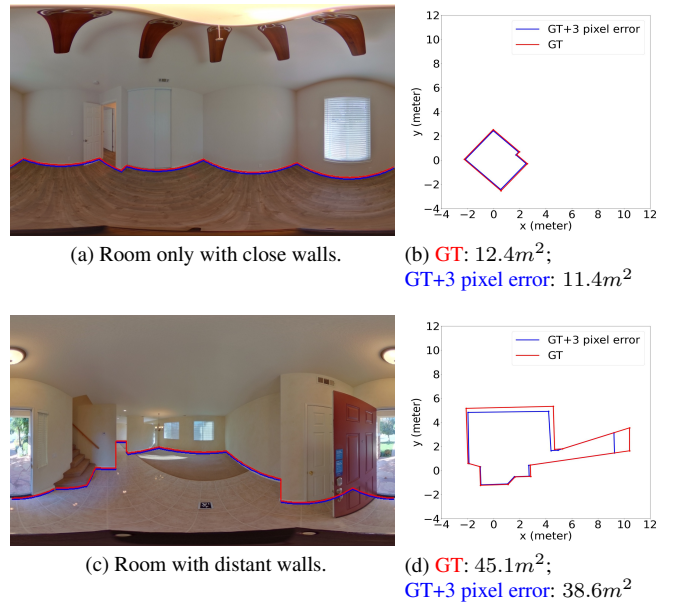 12
10
8
6
4
2
0
−2
−4
y (meter)
GT+3 pixel error
GT
−4 −2 0 2 4 6 8 10 12
x (meter)
(a) Room only with close walls.
(b) GT: 12.4m²;
GT+3 pixel error: 11.4m²
12
10
8
6
4
2
0
−2
−4
y (meter)
GT+3 pixel error
GT
−4 −2 0 2 4 6 8 10 12
x (meter)
(c) Room with distant walls.
(d) GT: 45.1m²;
GT+3 pixel error: 38.6m²